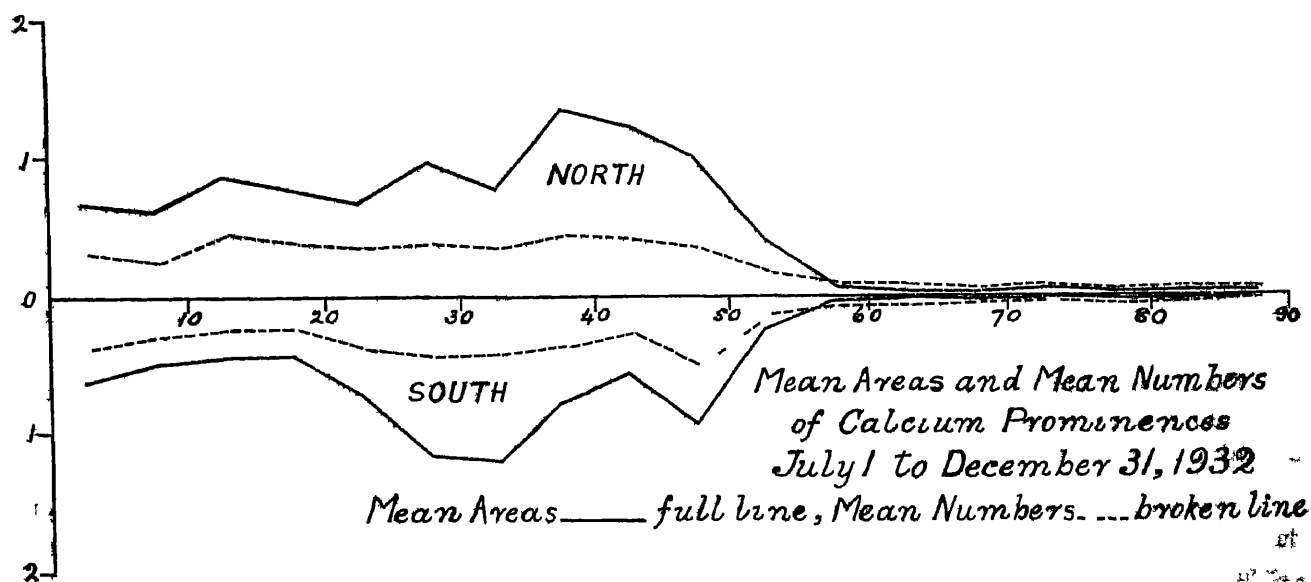 2
1
NORTH
0
10 20 30 40 50 60 70 80 90
SOUTH
1
2
Mean Areas and Mean Numbers
of Calcium Prominences
July 1 to December 31, 1932
Mean Areas ____ full line, Mean Numbers ---- broken line